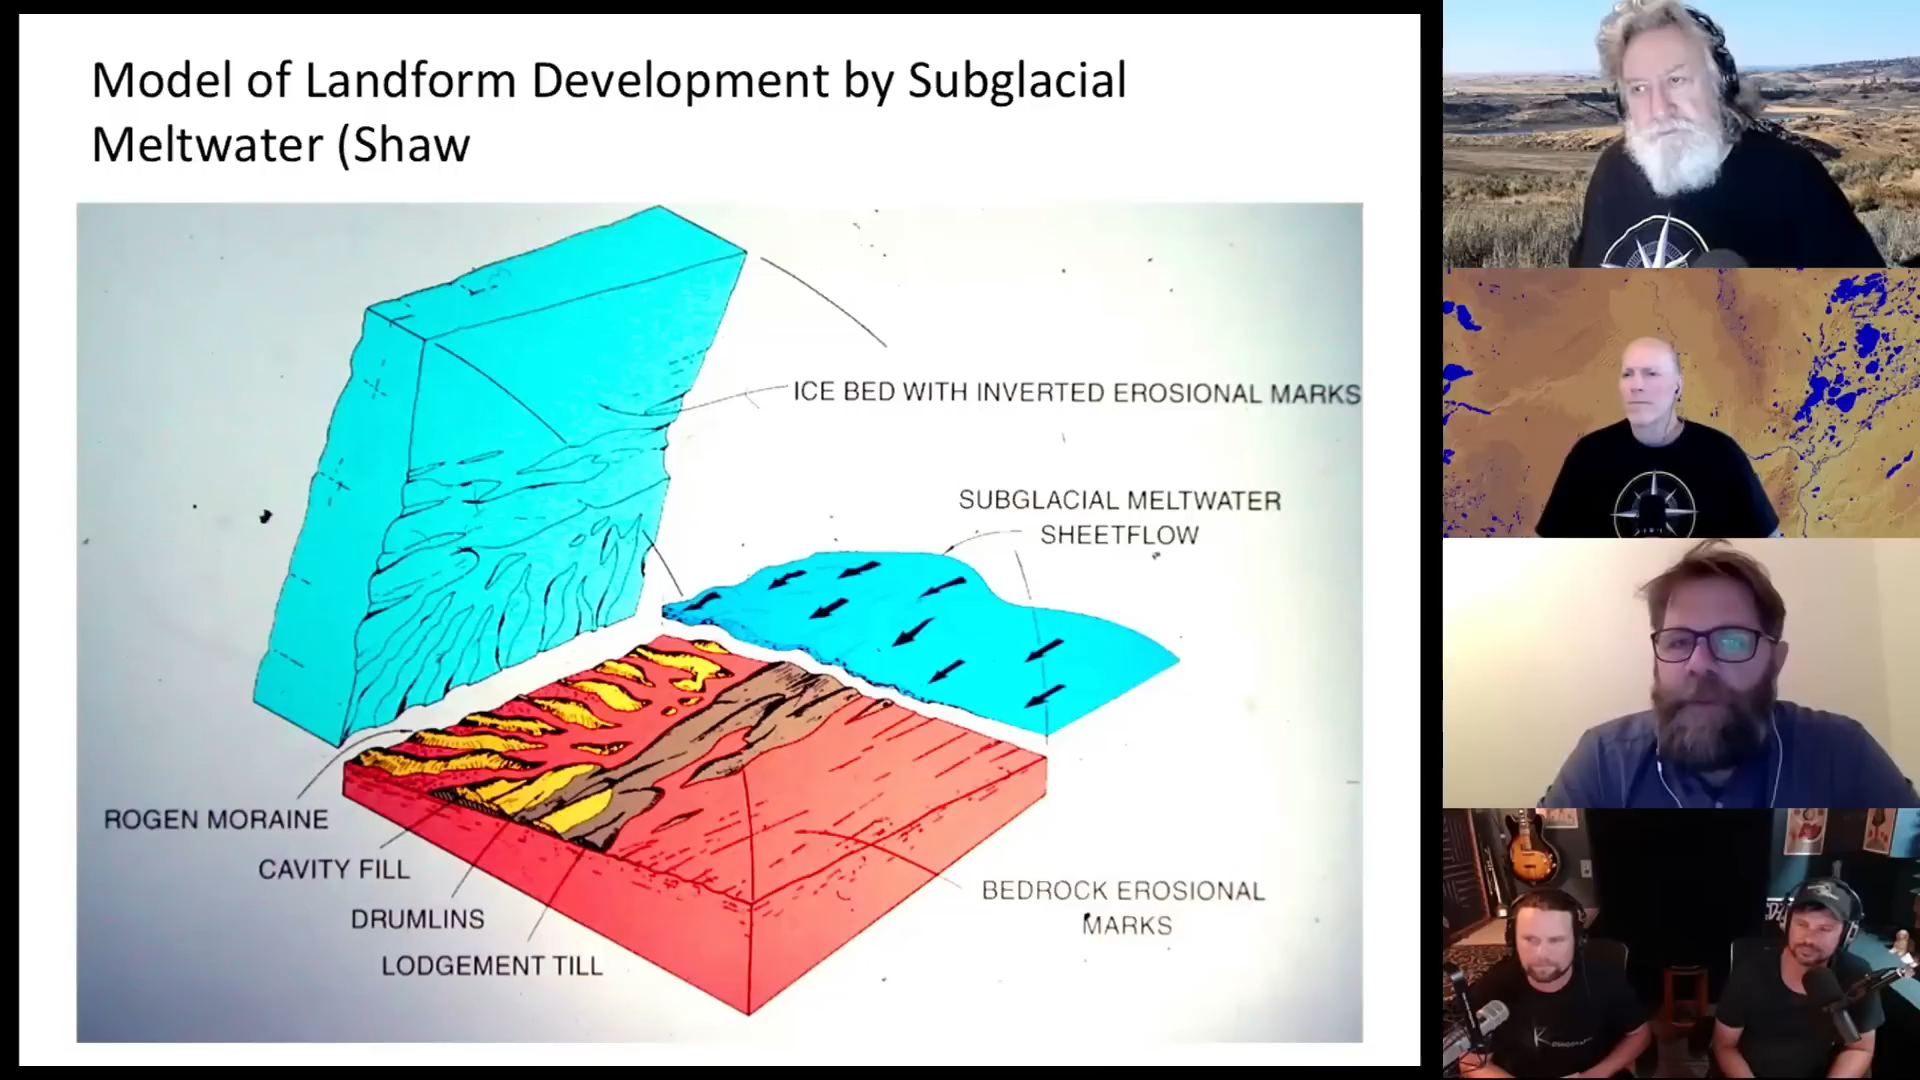 Model of Landform Development by Subglacial
Meltwater (Shaw
ICE BED WITH INVERTED EROSIONAL MARKS
SUBGLACIAL MELTWATER
SHEETFLOW
ROGEN MORAINE
CAVITY FILL
DRUMLINS
LODGEMENT TILL
BEDROCK EROSIONAL
MARKS